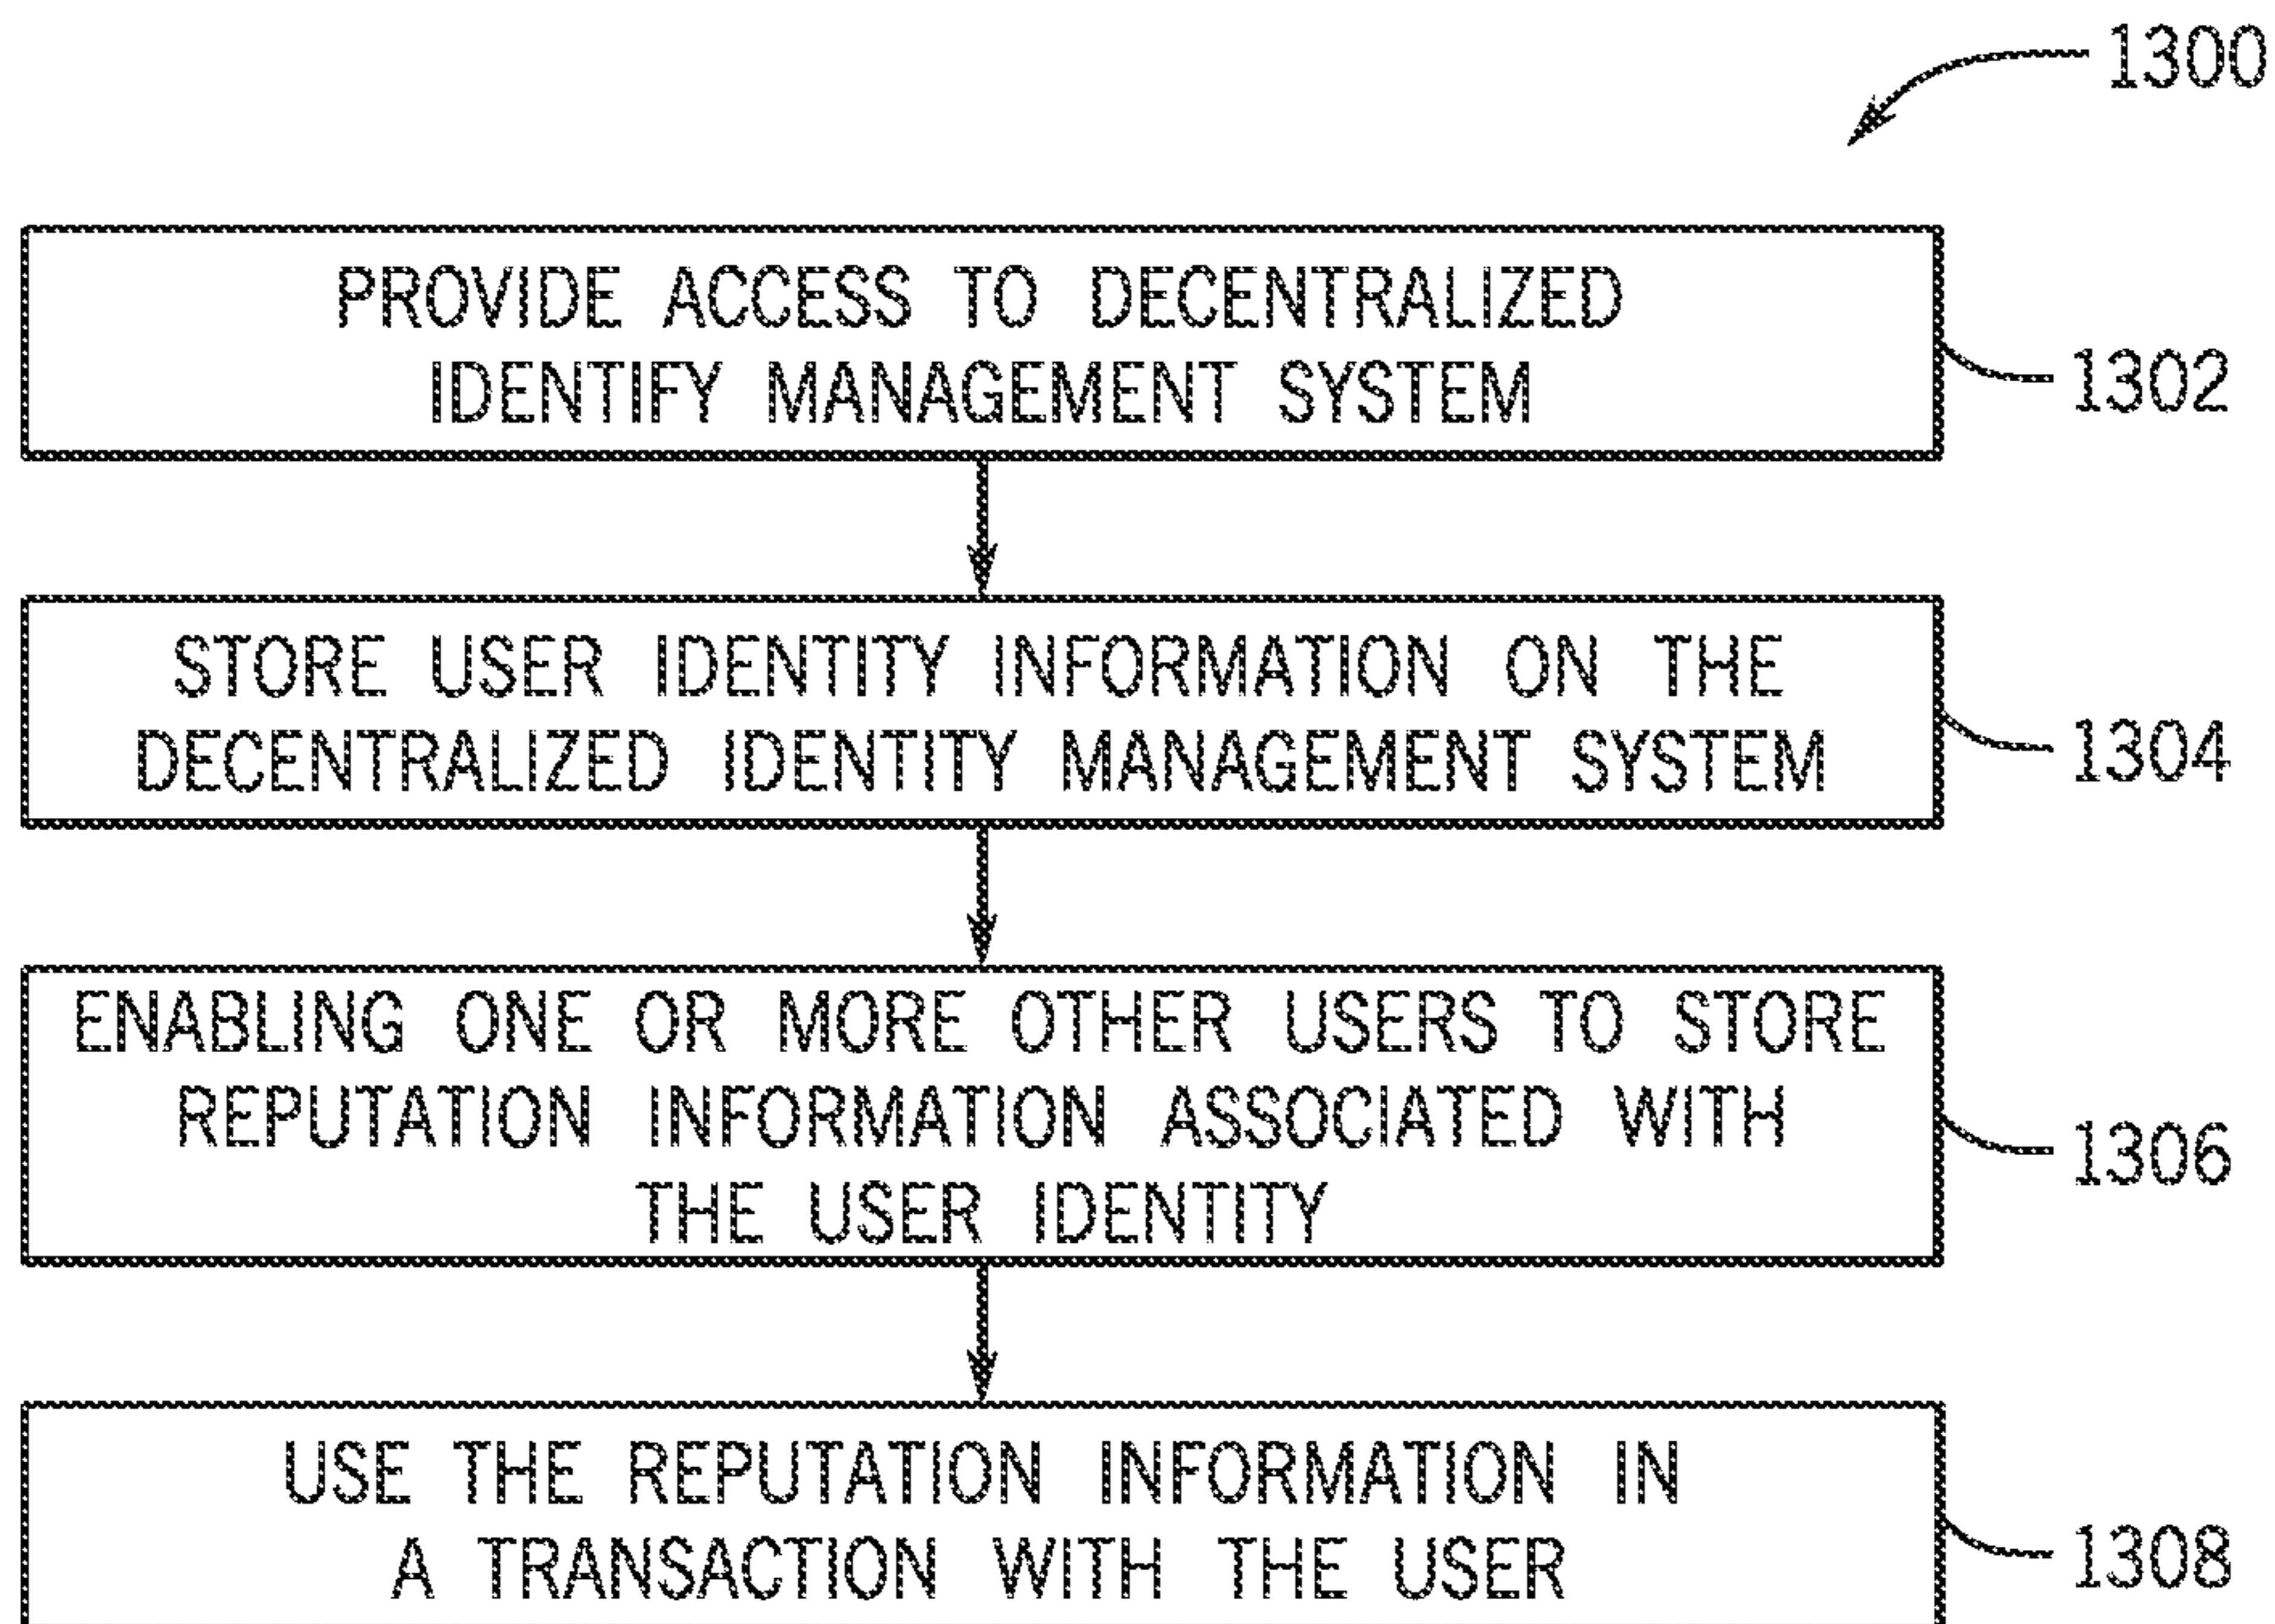 1300
PROVIDE ACCESS TO DECENTRALIZED
IDENTIFY MANAGEMENT SYSTEM
1302
STORE USER IDENTITY INFORMATION ON THE
DECENTRALIZED IDENTITY MANAGEMENT SYSTEM
1304
ENABLING ONE OR MORE OTHER USERS TO STORE
REPUTATION INFORMATION ASSOCIATED WITH
THE USER IDENTITY
1306
USE THE REPUTATION INFORMATION IN
A TRANSACTION WITH THE USER
1308